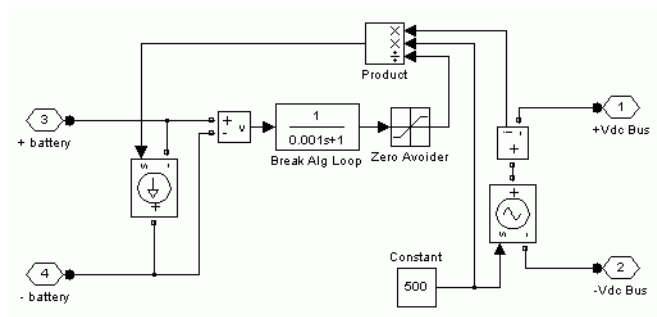 ×
×
÷
Product
3
+ battery
+
-
v
1
0.001s+1
Break Alg Loop
Zero Avoider
i
+
-
1
+Vdc Bus
s
-
+
+
s
-
4
- battery
Constant
500
2
-Vdc Bus